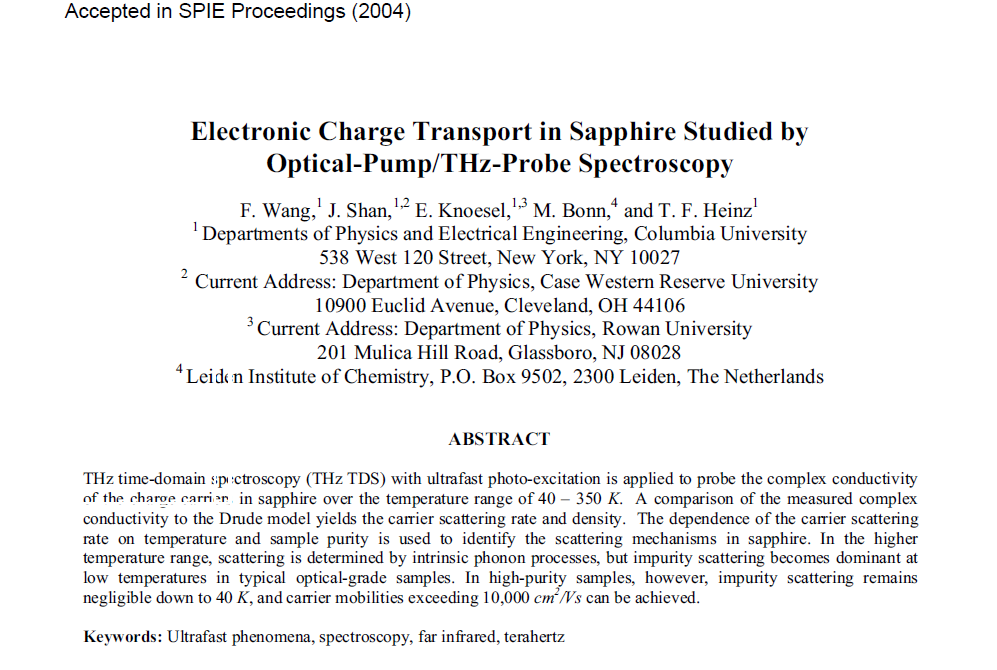 Accepted in SPIE Proceedings (2004)
Electronic Charge Transport in Sapphire Studied by
Optical-Pump/THz-Probe Spectroscopy
F. Wang,1 J. Shan,1,2 E. Knoesel,1,3 M. Bonn,4 and T. F. Heinz1
1 Departments of Physics and Electrical Engineering, Columbia University
538 West 120 Street, New York, NY 10027
2 Current Address: Department of Physics, Case Western Reserve University
10900 Euclid Avenue, Cleveland, OH 44106
3 Current Address: Department of Physics, Rowan University
201 Mulica Hill Road, Glassboro, NJ 08028
4 Leiden Institute of Chemistry, P.O. Box 9502, 2300 Leiden, The Netherlands
ABSTRACT
THz time-domain spectroscopy (THz TDS) with ultrafast photo-excitation is applied to probe the complex conductivity
of the charge in sapphire over the temperature range of 40 – 350 K. A comparison of the measured complex
conductivity to the Drude model yields the carrier scattering rate and density. The dependence of the carrier scattering
rate on temperature and sample purity is used to identify the scattering mechanisms in sapphire. In the higher
temperature range, scattering is determined by intrinsic phonon processes, but impurity scattering becomes dominant at
low temperatures in typical optical-grade samples. In high-purity samples, however, impurity scattering remains
negligible down to 40 K, and carrier mobilities exceeding 10,000 cm2/Vs can be achieved.
Keywords: Ultrafast phenomena, spectroscopy, far infrared, terahertz